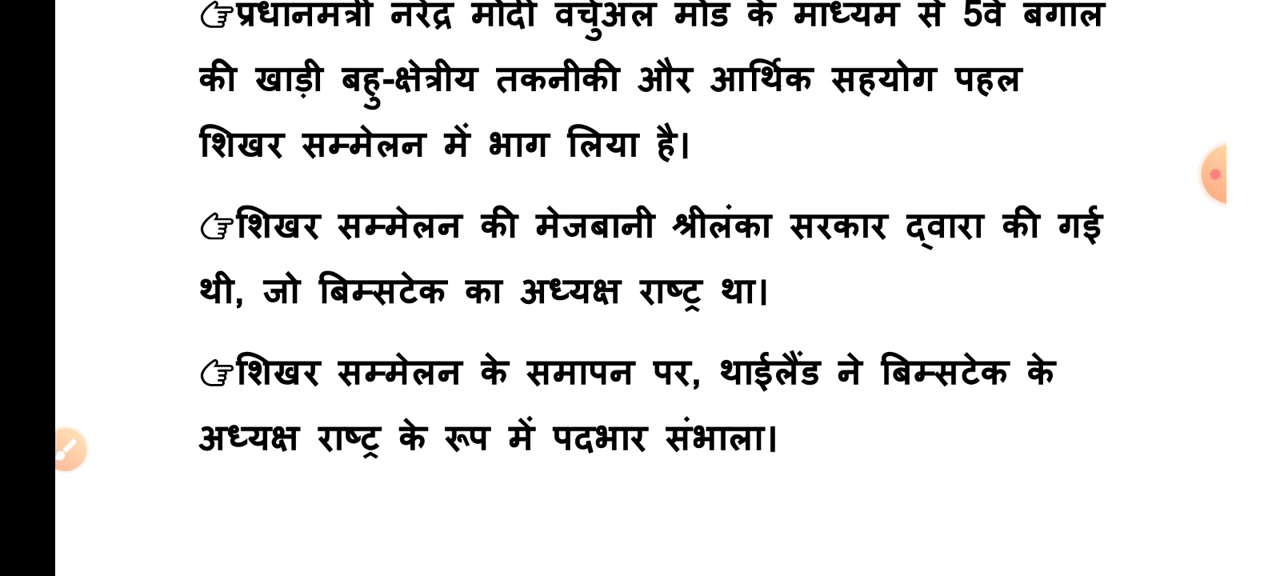 👉प्रधानमंत्री नरेंद्र मोदी वर्चुअल मोड के माध्यम से 5वें बंगाल
की खाड़ी बहु-क्षेत्रीय तकनीकी और आर्थिक सहयोग पहल
शिखर सम्मेलन में भाग लिया है।
👉शिखर सम्मेलन की मेजबानी श्रीलंका सरकार द्वारा की गई
थी, जो बिम्सटेक का अध्यक्ष राष्ट्र था।
👉शिखर सम्मेलन के समापन पर, थाईलैंड ने बिम्सटेक के
अध्यक्ष राष्ट्र के रूप में पदभार संभाला।